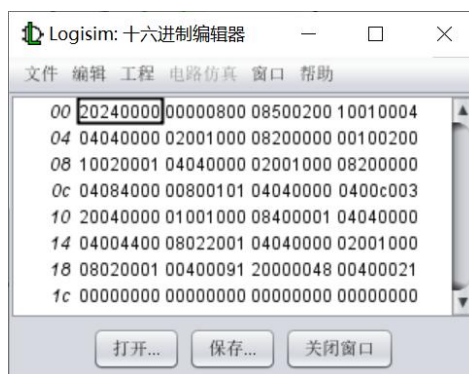 Logisim: 十六进制编辑器
文件 编辑 工程 电路仿真 窗口 帮助
00 20240000 00000800 08500200 10010004
04 04040000 02001000 08200000 00100200
08 10020001 04040000 02001000 08200000
0c 04084000 00800101 04040000 0400c003
10 20040000 01001000 08400001 04040000
14 04004400 08022001 04040000 02001000
18 08020001 00400091 20000048 00400021
1c 00000000 00000000 00000000 00000000
打开... 保存... 关闭窗口